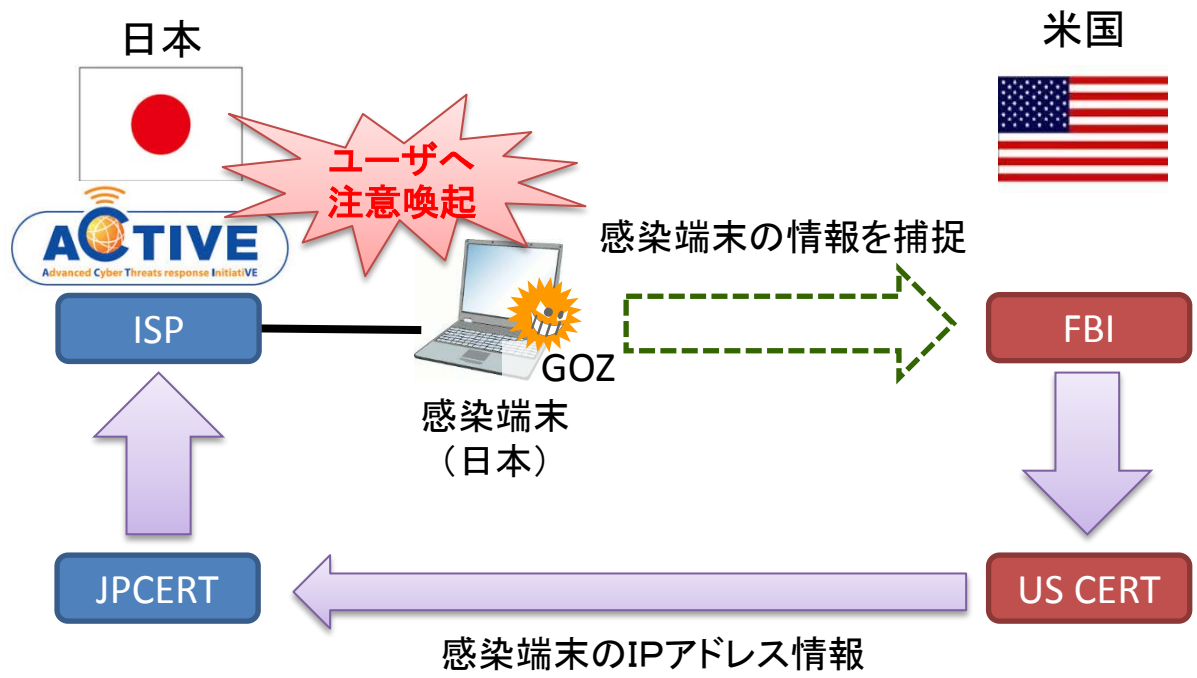 日本
米国
ユーザへ
注意喚起
ACTIVE
Advanced Cyber Threats response InitiatiVE
感染端末の情報を捕捉
ISP
FBI
GOZ
感染端末
（日本）
JPCERT
US CERT
感染端末のIPアドレス情報